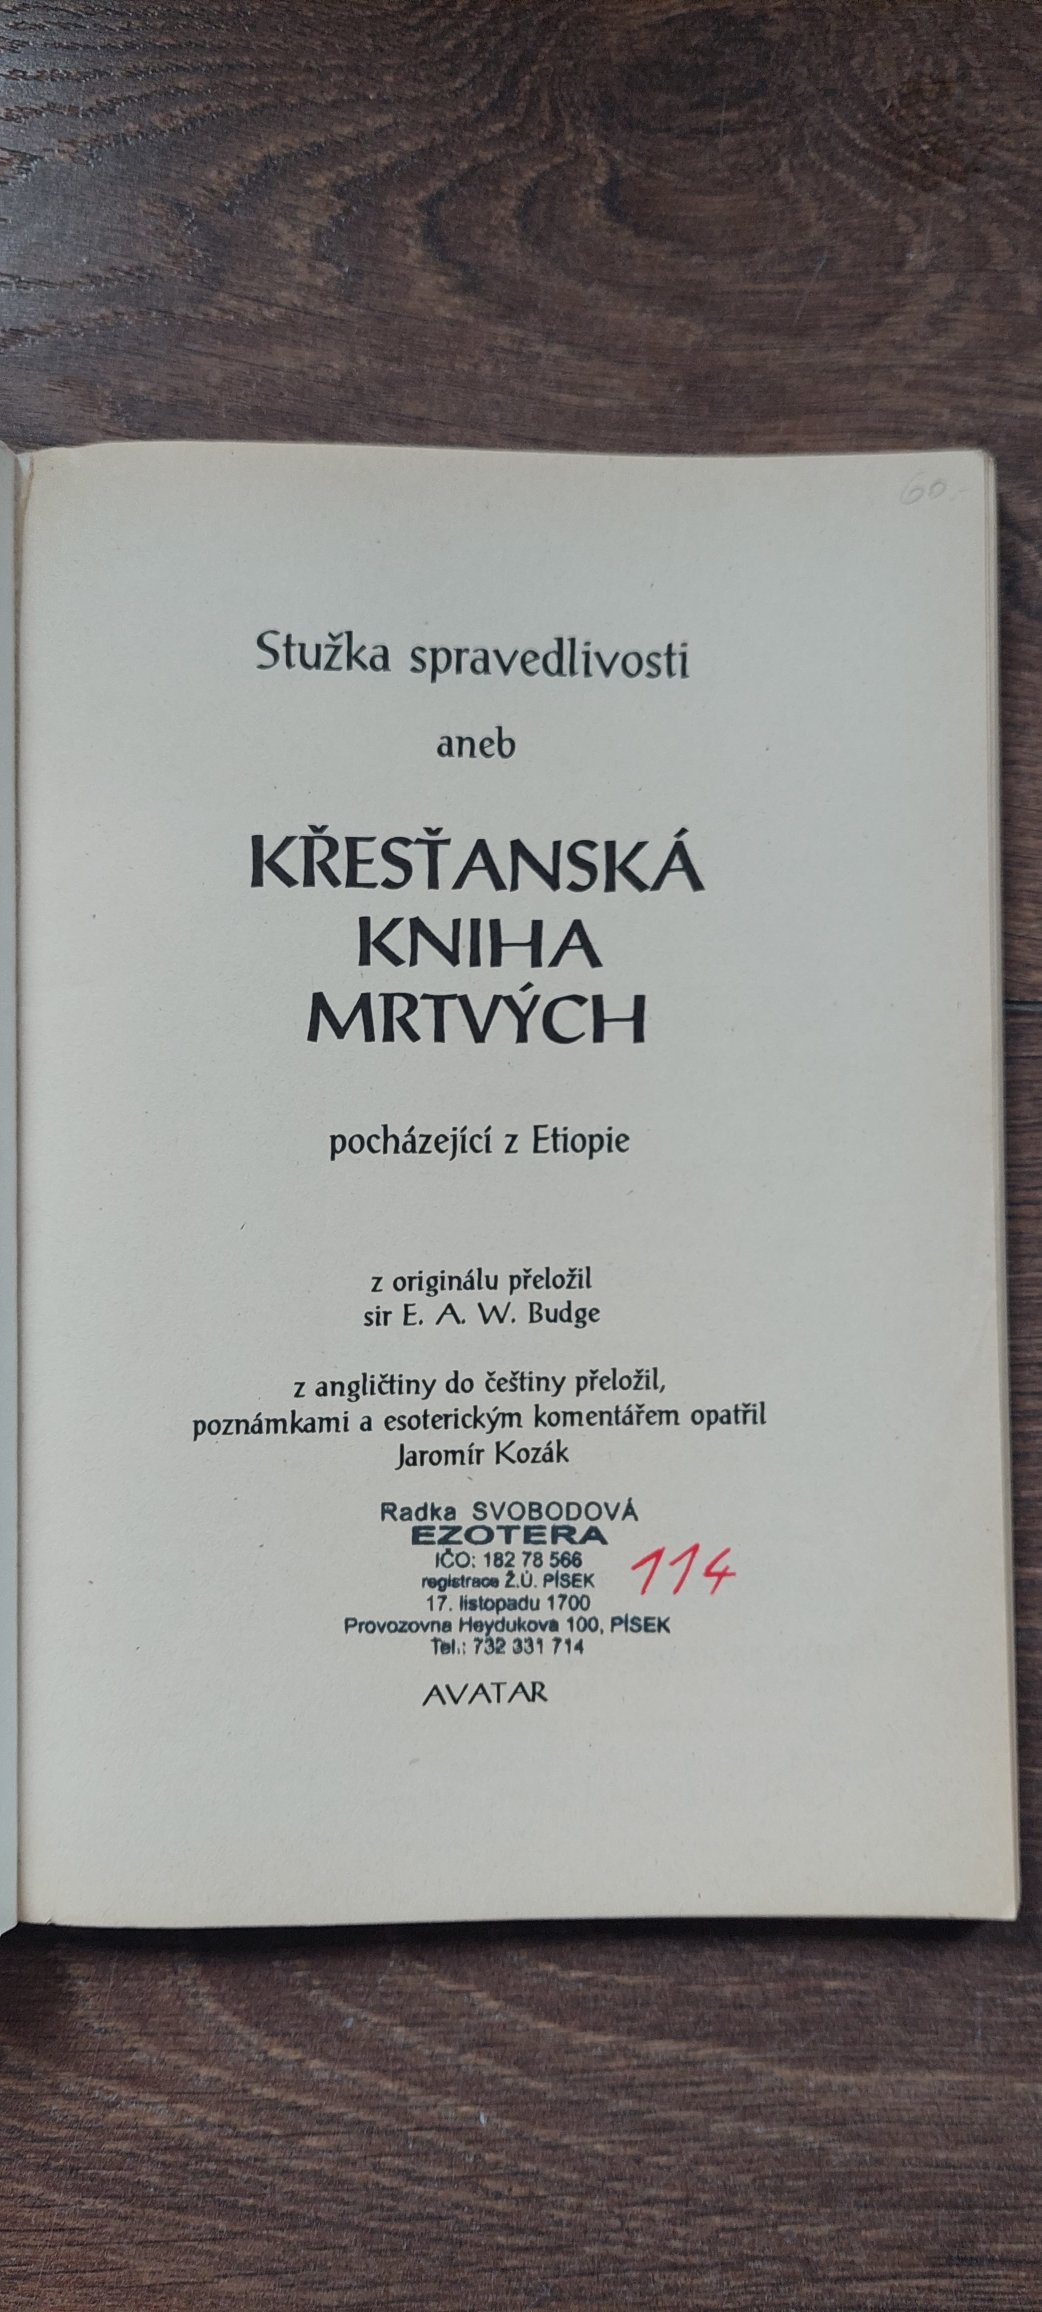 60.-
Stužka spravedlivosti
aneb
KŘESŤANSKÁ
KNIHA
MRTVÝCH
pocházející z Etiopie
z originálu přeložil
sir E. A. W. Budge
z angličtiny do češtiny přeložil,
poznámkami a esoterickým komentářem opatřil
Jaromír Kozák
Radka SVOBODOVÁ
EZOTERA
IČO: 182 78 566
registrace Ž.Ú. PÍSEK
114
17. listopadu 1700
Provozovna Heydukova 100, PÍSEK
Tel.: 732 331 714
AVATAR